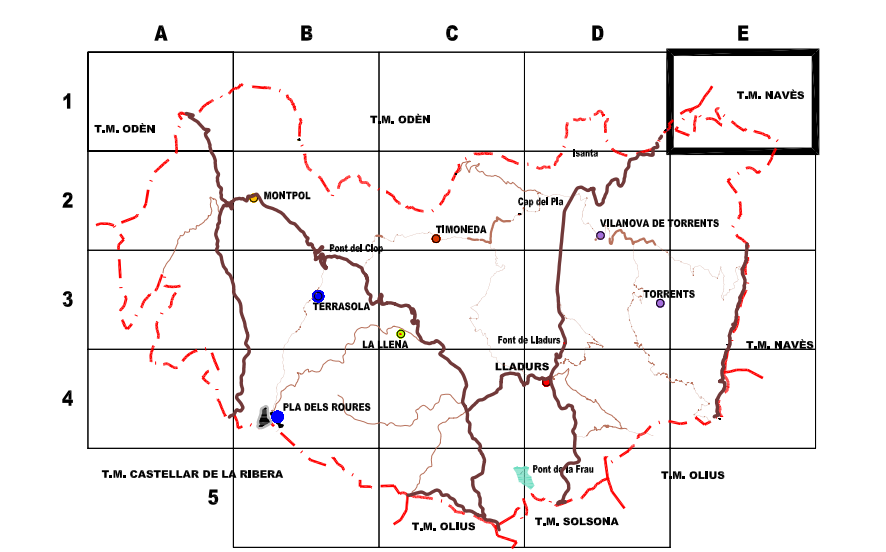 A B C D E
1
T.M. NAVÈS
T.M. ODÈN
T.M. ODÈN
Isanta
2
MONTPOL
Cap del Pla
TIMONEDA
VILANOVA DE TORRENTS
Pont del Clop
3
TERRASOLA
TORRENTS
LA LLENA
Font de Lladurs
T.M. NAVÈS
LLADURS
4
PLA DELS ROURES
T.M. CASTELLAR DE LA RIBERA
Pont de la Frau
T.M. OLIUS
5
T.M. OLIUS
T.M. SOLSONA